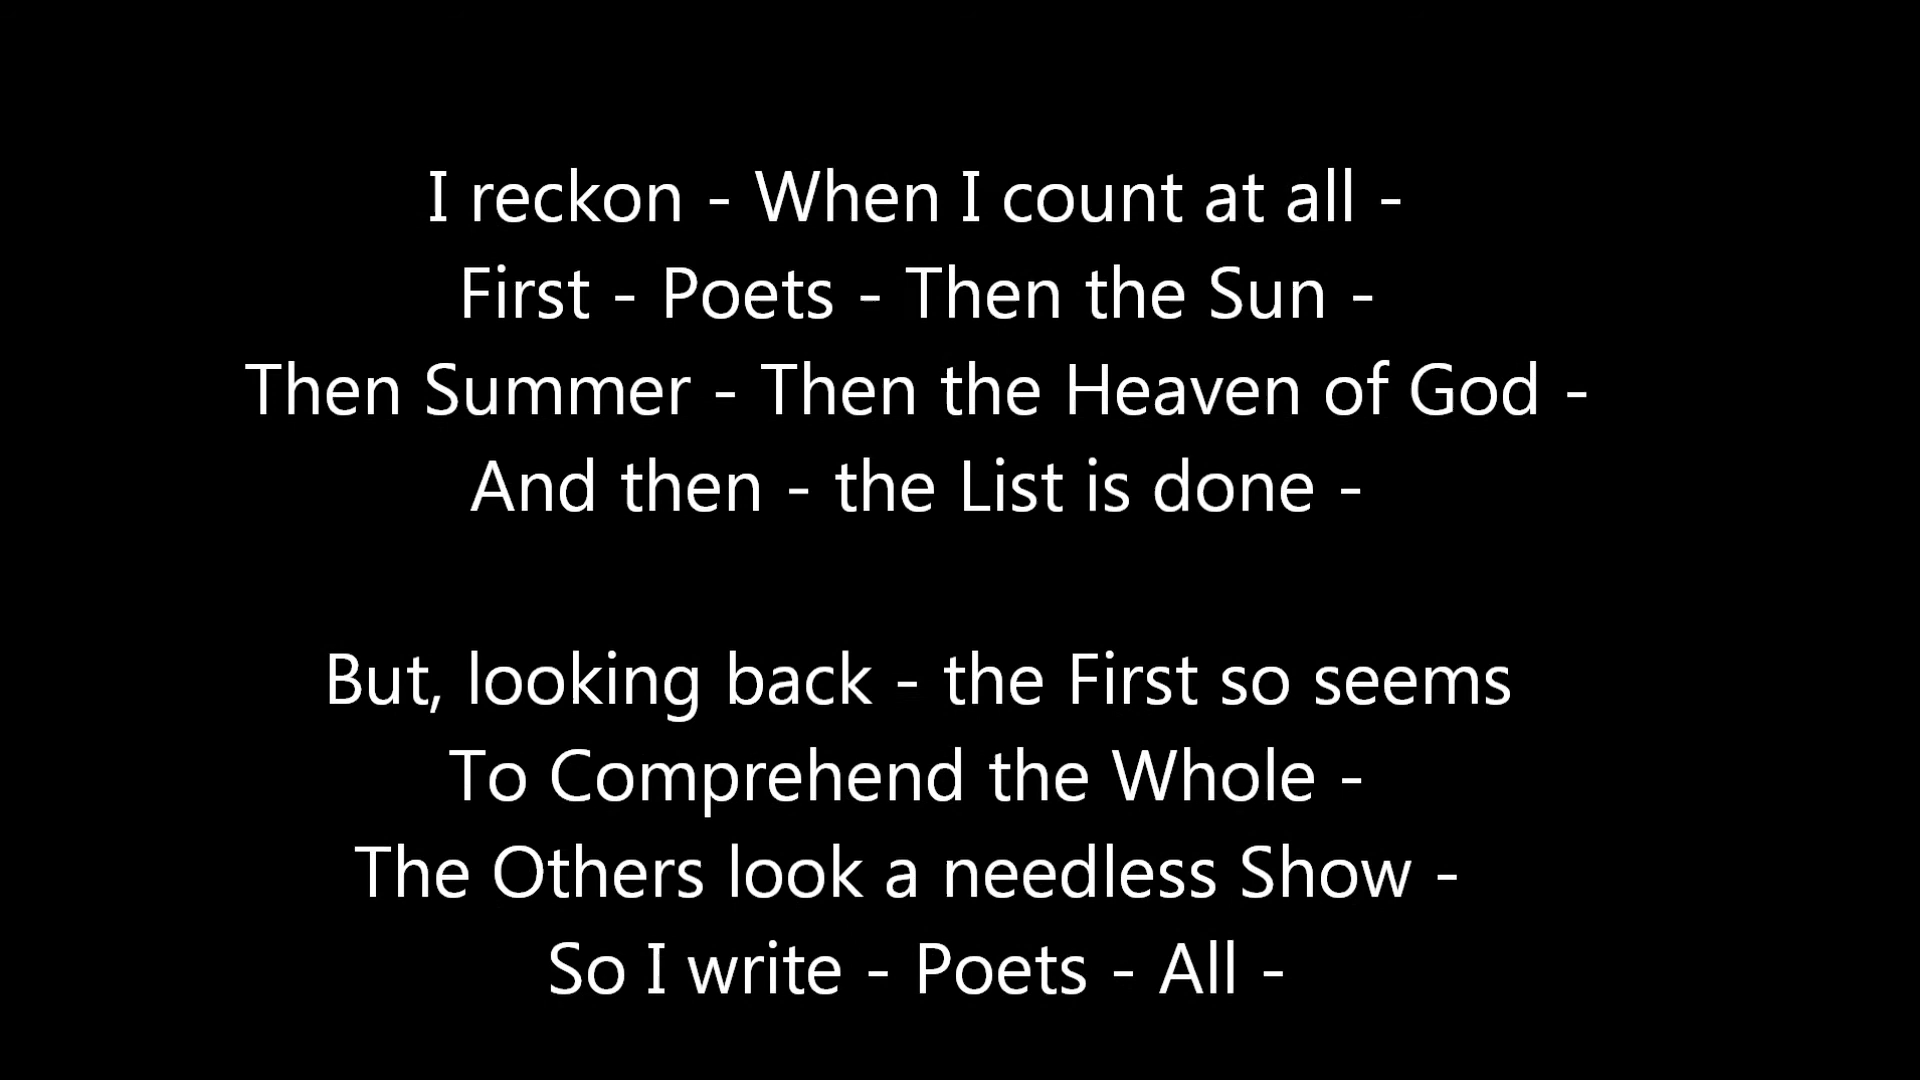 I reckon - When I count at all -
First - Poets - Then the Sun -
Then Summer - Then the Heaven of God -
And then - the List is done -
But, looking back - the First so seems
To Comprehend the Whole -
The Others look a needless Show -
So I write - Poets - All -